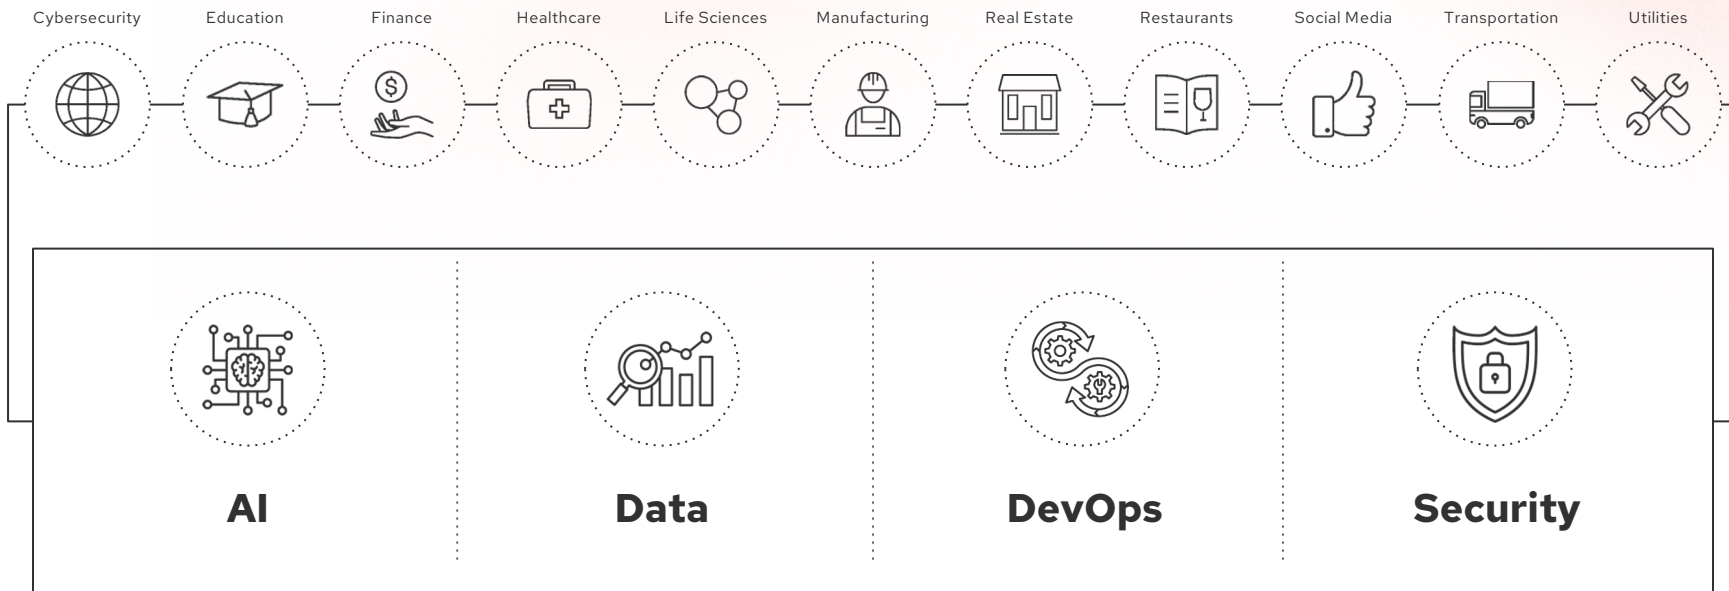 Cybersecurity Education Finance Healthcare Life Sciences Manufacturing Real Estate Restaurants Social Media Transportation Utilities
$
AI Data DevOps Security